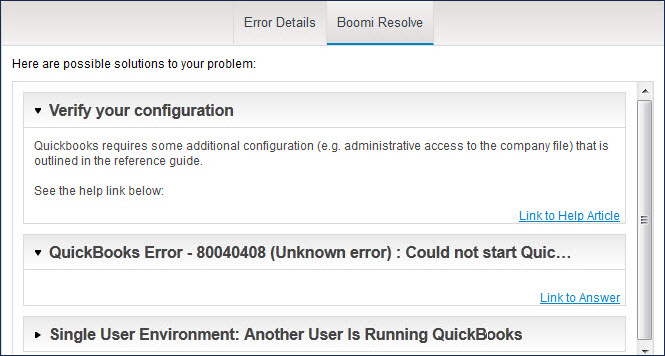 Error Details
Boomi Resolve
Here are possible solutions to your problem:
Verify your configuration
Quickbooks requires some additional configuration (e.g. administrative access to the company file) that is
outlined in the reference guide.
See the help link below:
Link to Help Article
QuickBooks Error - 80040408 (Unknown error) : Could not start Quic...
Link to Answer
Single User Environment: Another User Is Running QuickBooks